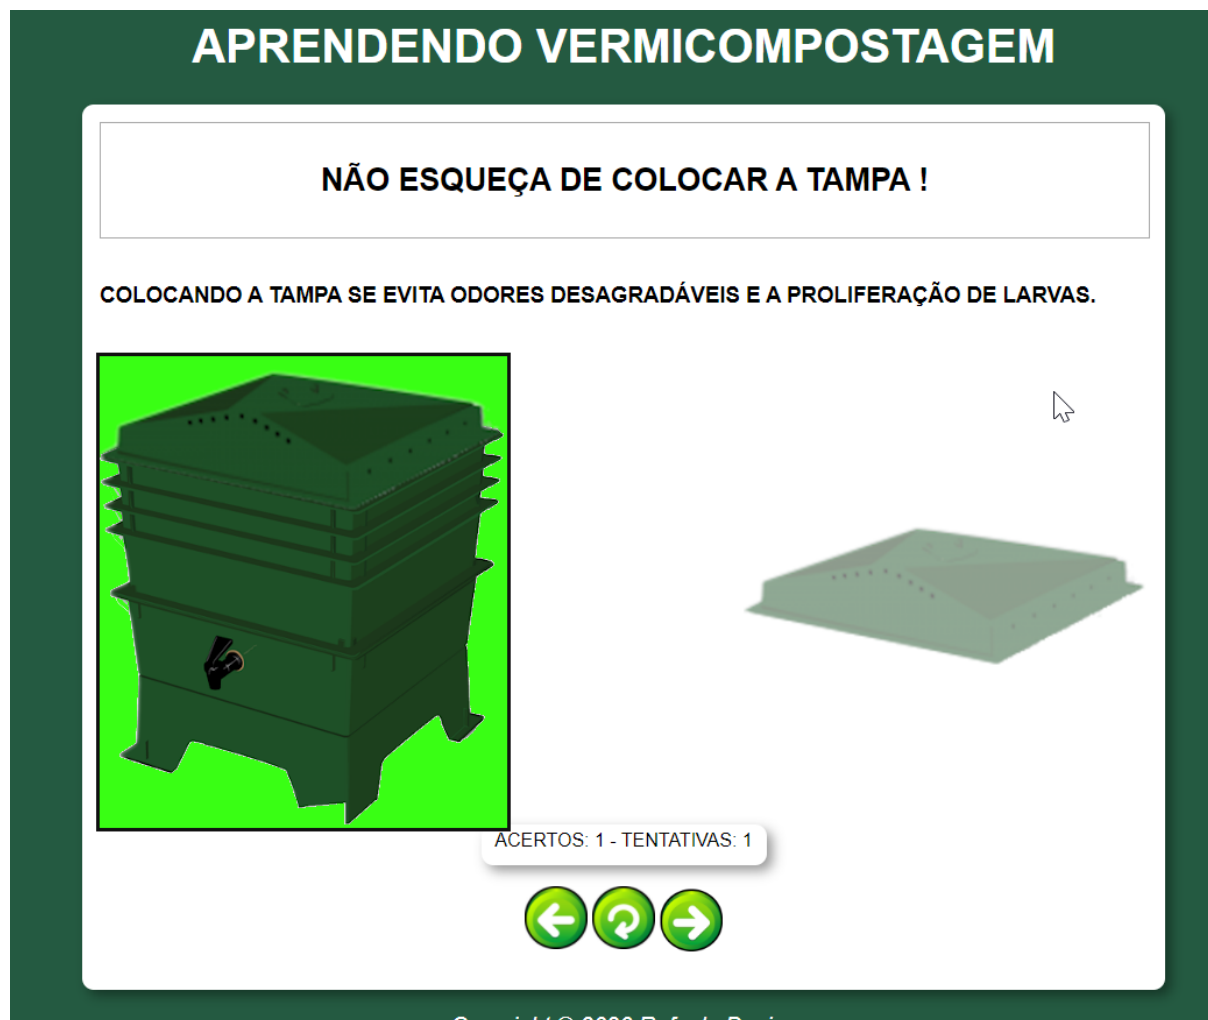 APRENDENDO VERMICOMPOSTAGEM
NÃO ESQUEÇA DE COLOCAR A TAMPA !
COLOCANDO A TAMPA SE EVITA ODORES DESAGRADÁVEIS E A PROLIFERAÇÃO DE LARVAS.
ACERTOS: 1 - TENTATIVAS: 1